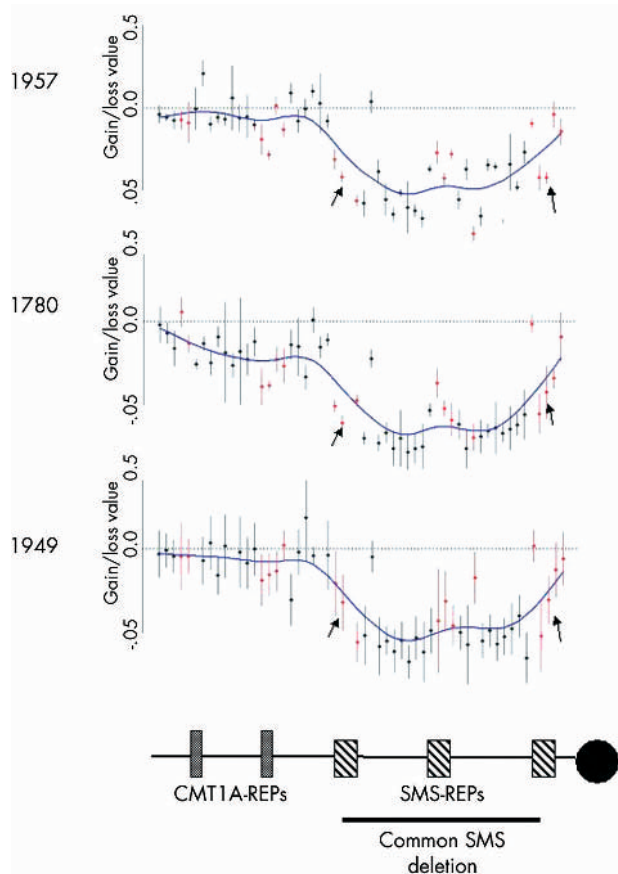 0.5
1957
0.0
Gain/loss value
.05
0.5
1780
0.0
Gain/loss value
-.05
0.5
1949
0.0
Gain/loss value
-.05
CMT1A-REPs SMS-REPs
Common SMS
deletion